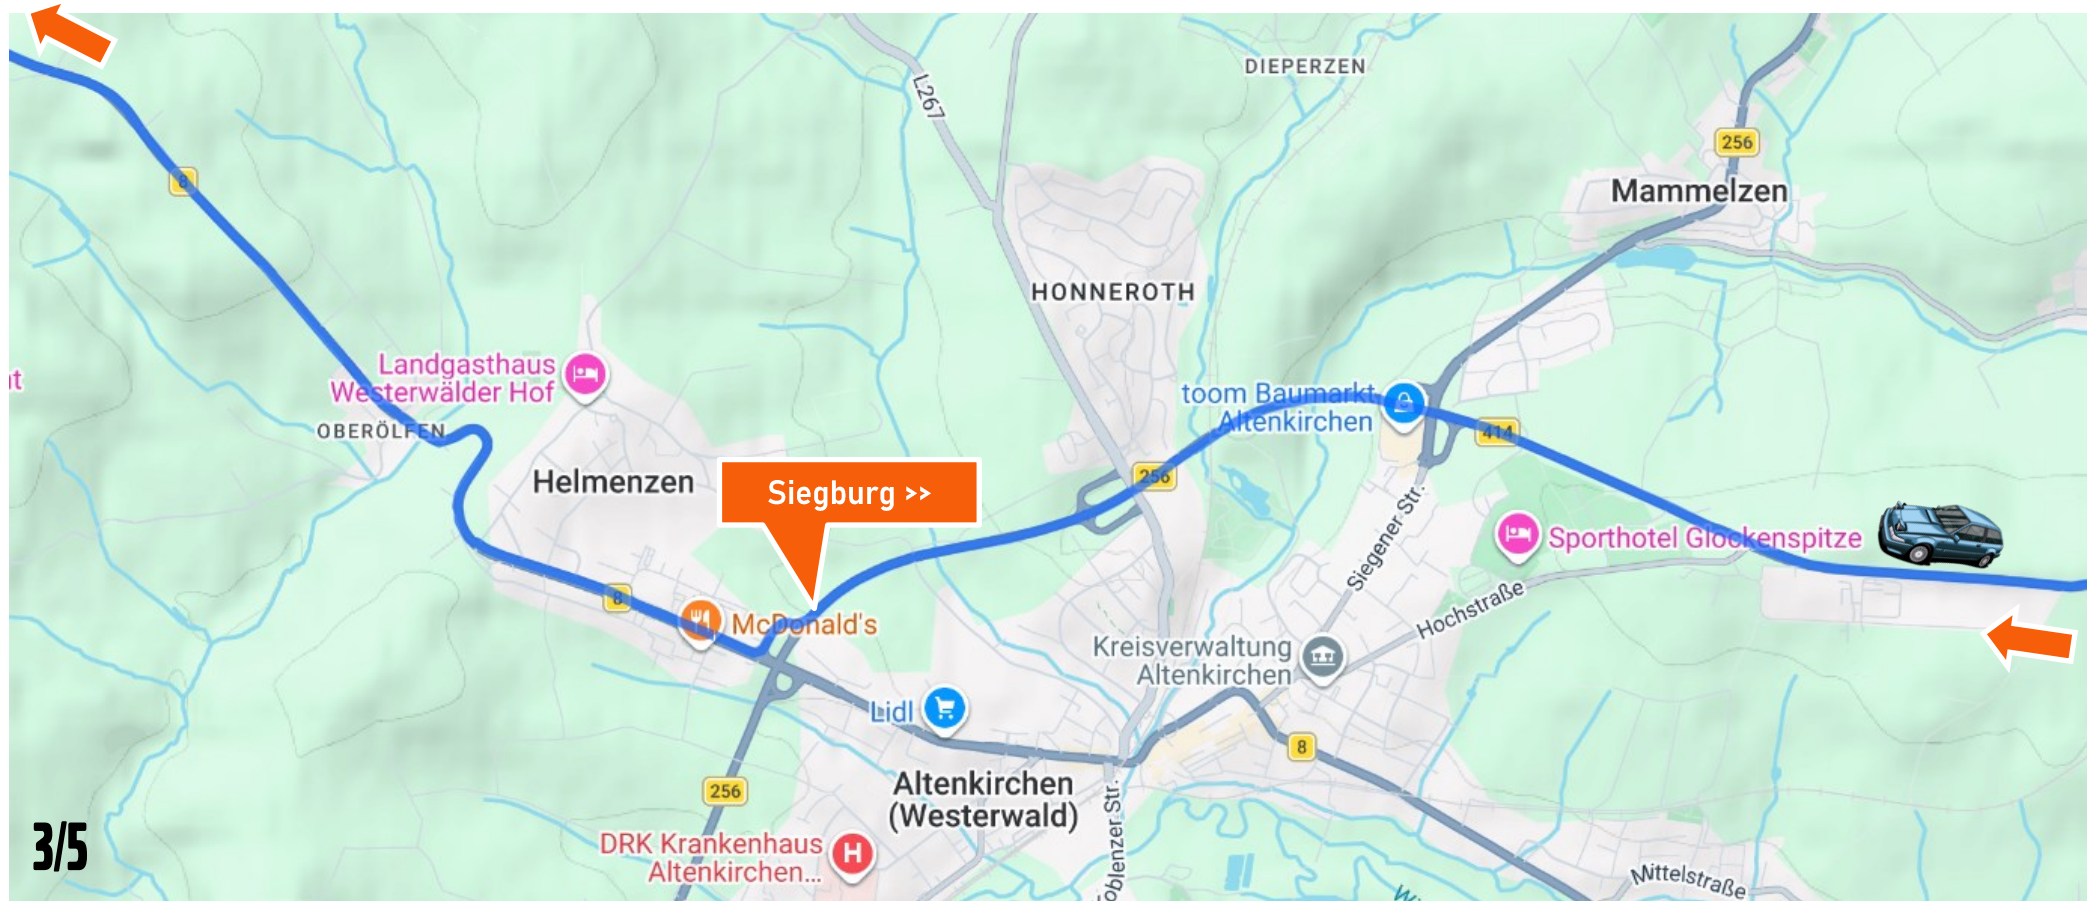 DIEPERZEN
L267
256
Mammelzen
8
HONNEROTH
Landgasthaus
Westerwälder Hof
toom Baumarkt
Altenkirchen
OBERÖLFEN
414
Helmenzen
Siegburg >>
256
Siegener Str.
Sporthotel Glockenspitze
8
McDonald's
Hochstraße
Kreisverwaltung
Altenkirchen
Lidl
8
256
Altenkirchen
(Westerwald)
H
DRK Krankenhaus
Altenkirchen...
3/5
Mittelstraße